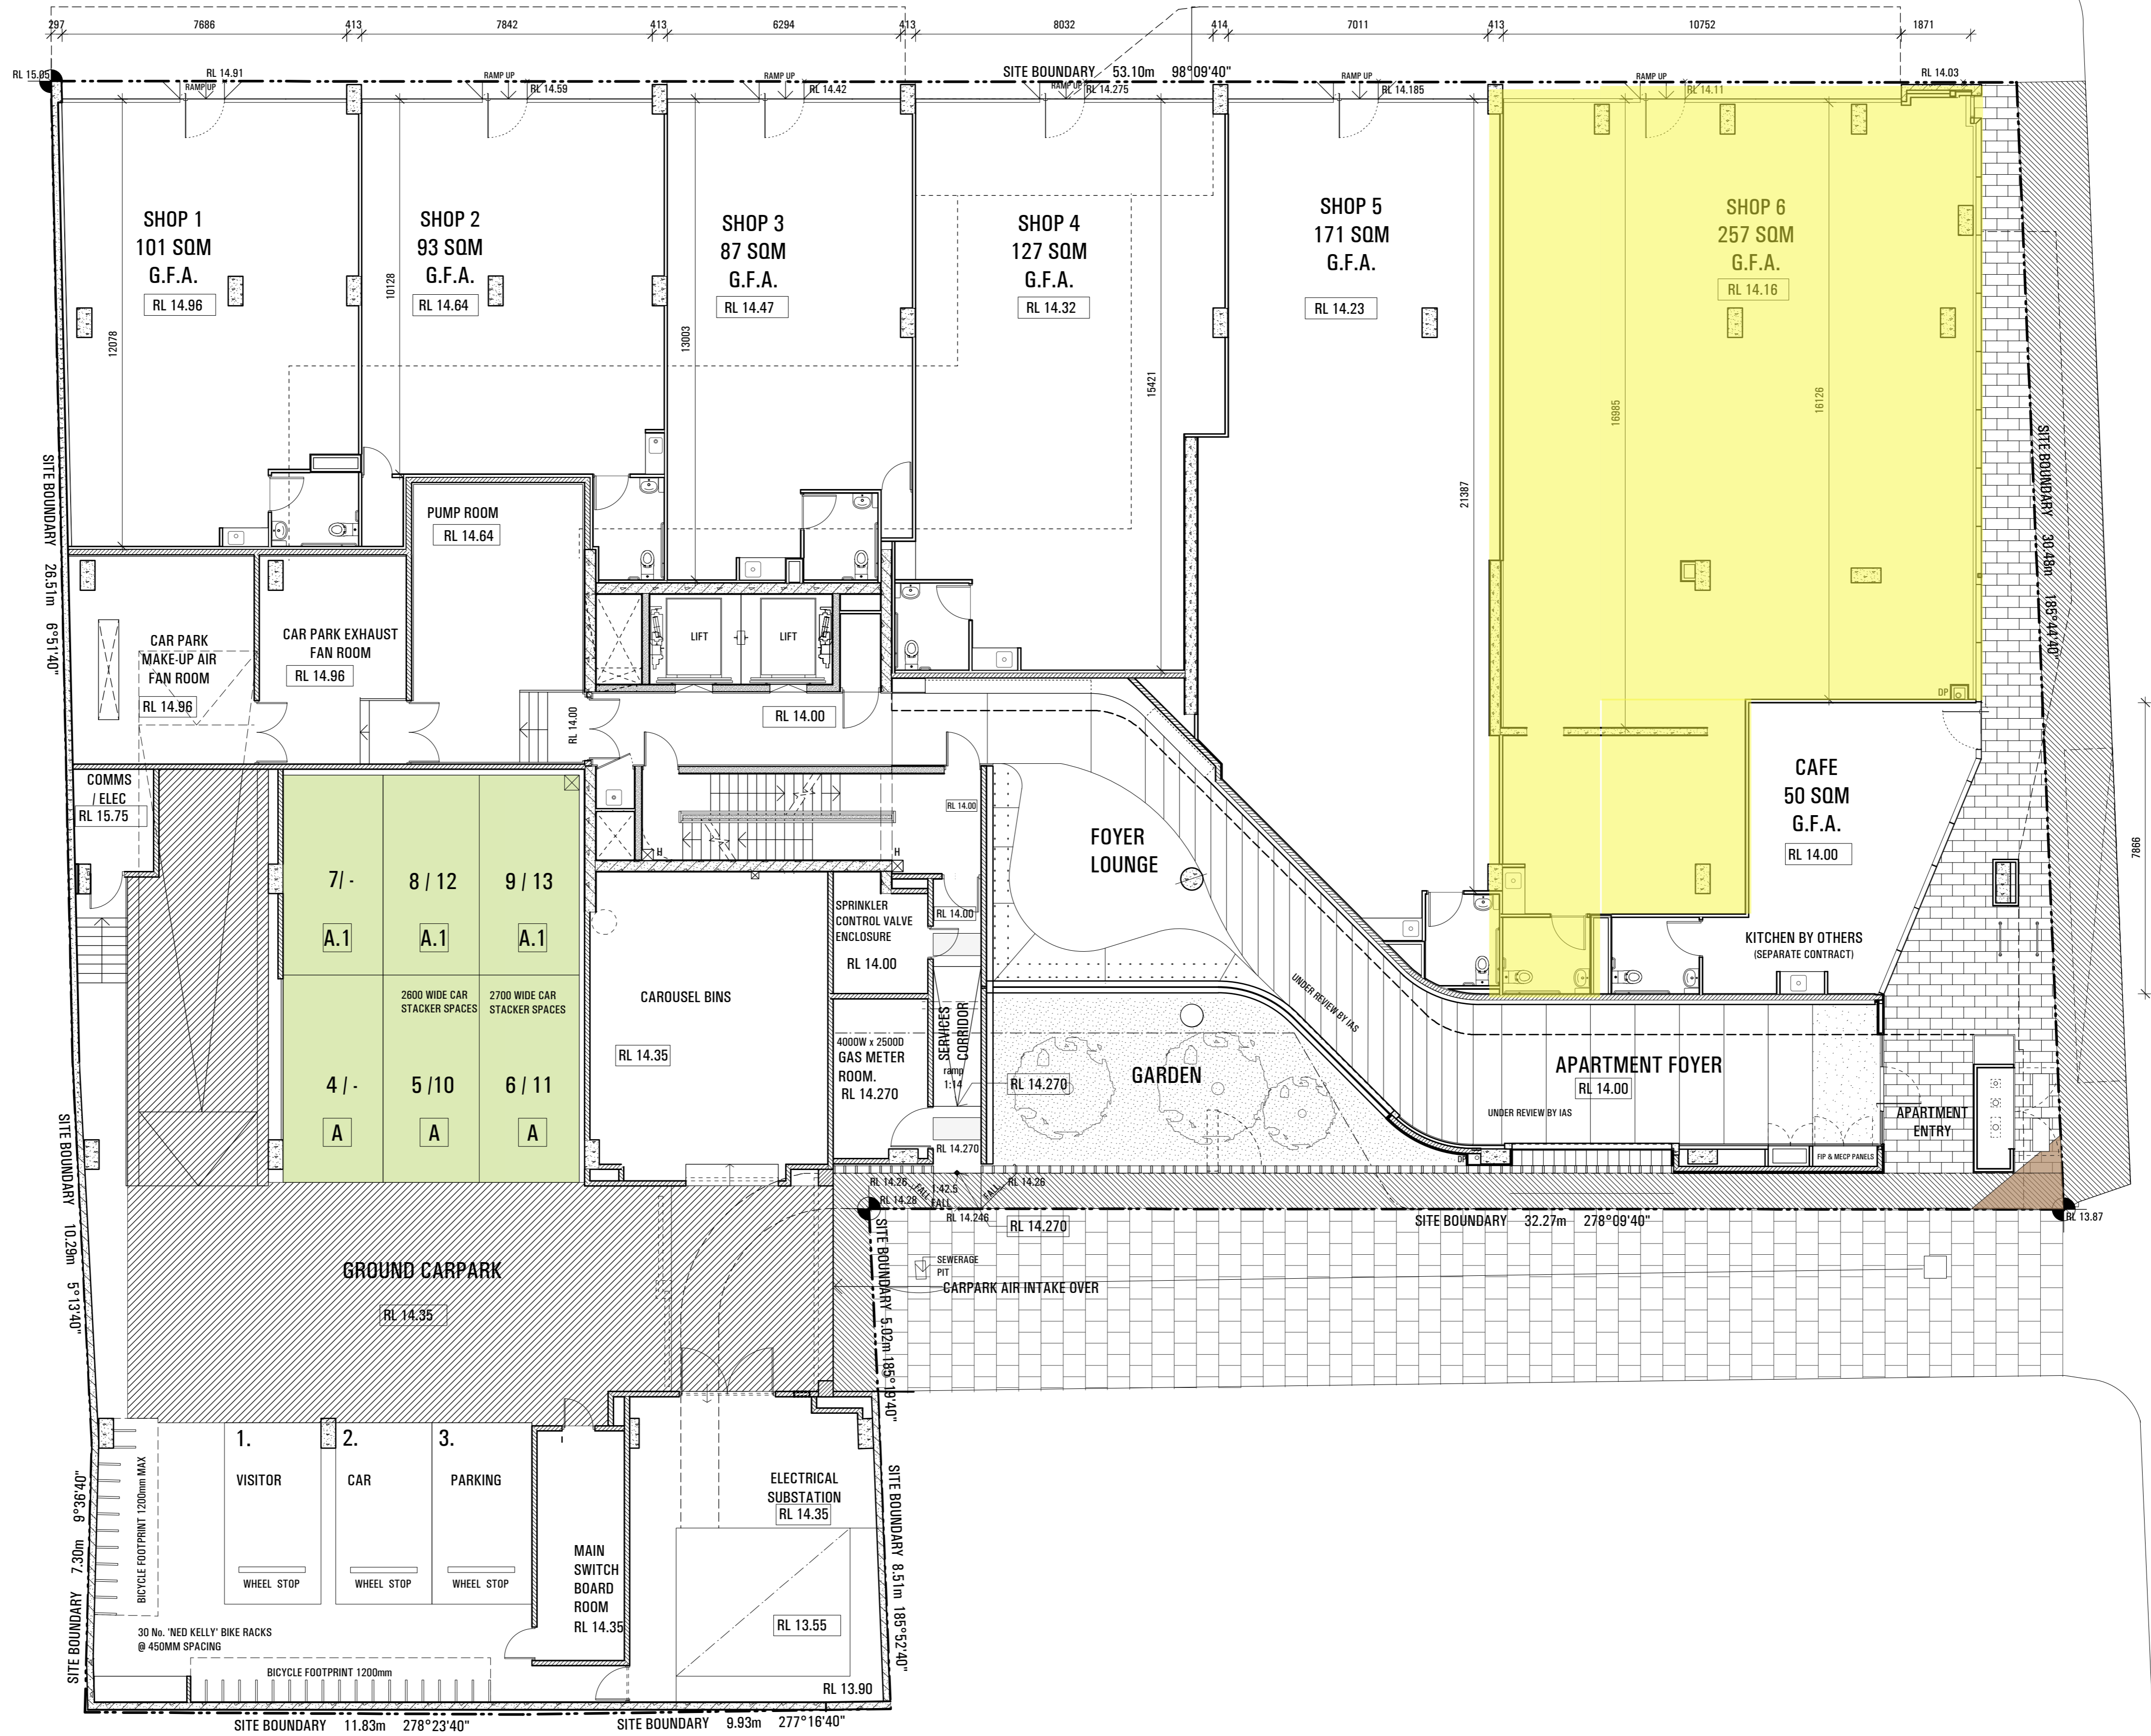 297
7686
413
7842
413
6294
413
8032
414
7011
413
10752
1871
RL 15.05
RL 14.91
RAMP UP
RAMP UP
RL 14.59
RAMP UP
RL 14.42
SITE BOUNDARY 53.10m 98°09'40"
RAMP UP
RL 14.275
RAMP UP
RL 14.185
RAMP UP
RL 14.11
RL 14.03
SHOP 1
101 SQM
G.F.A.
RL 14.96
SHOP 2
93 SQM
G.F.A.
RL 14.64
SHOP 3
87 SQM
G.F.A.
RL 14.47
SHOP 4
127 SQM
G.F.A.
RL 14.32
SHOP 5
171 SQM
G.F.A.
RL 14.23
SHOP 6
257 SQM
G.F.A.
RL 14.16
12078
10128
13003
15421
21387
16985
16126
SITE BOUNDARY 26.51m 6°51'40"
SITE BOUNDARY 30.48m 185°44'40"
PUMP ROOM
RL 14.64
CAR PARK
MAKE-UP AIR
FAN ROOM
RL 14.96
CAR PARK EXHAUST
FAN ROOM
RL 14.96
LIFT
LIFT
RL 14.00
RL 14.00
DP
COMMS
/ ELEC
RL 15.75
RL 14.00
H
H
FOYER
LOUNGE
CAFE
50 SQM
G.F.A.
RL 14.00
7866
7/ -
8 / 12
9 / 13
A.1
A.1
A.1
2600 WIDE CAR
STACKER SPACES
2700 WIDE CAR
STACKER SPACES
4 / -
5 /10
6 / 11
A
A
A
CAROUSEL BINS
RL 14.35
SPRINKLER
CONTROL VALVE
ENCLOSURE
RL 14.00
RL 14.00
4000W x 2500D
GAS METER
ROOM.
RL 14.270
SERVICES
CORRIDOR
ramp
1:14
RL 14.270
RL 14.270
KITCHEN BY OTHERS
(SEPARATE CONTRACT)
UNDER REVIEW BY IAS
GARDEN
APARTMENT FOYER
RL 14.00
UNDER REVIEW BY IAS
APARTMENT
ENTRY
DP
FIP & MECP PANELS
RL 14.26
1:42.5
FALL
FALL
FALL
RL 14.26
RL 14.28
RL 14.246
RL 14.270
SITE BOUNDARY 32.27m 278°09'40"
RL 13.87
SITE BOUNDARY 10.29m 5°13'40"
GROUND CARPARK
RL 14.35
SEWERAGE
PIT
CARPARK AIR INTAKE OVER
SITE BOUNDARY 5.02m 185°19'40"
1.
2.
3.
VISITOR
CAR
PARKING
WHEEL STOP
WHEEL STOP
WHEEL STOP
BICYCLE FOOTPRINT 1200mm MAX
SITE BOUNDARY 7.30m 9°36'40"
30 No. 'NED KELLY' BIKE RACKS
@ 450MM SPACING
BICYCLE FOOTPRINT 1200mm
MAIN
SWITCH
BOARD
ROOM
RL 14.35
ELECTRICAL
SUBSTATION
RL 14.35
RL 13.55
RL 13.90
SITE BOUNDARY 8.51m 185°52'40"
SITE BOUNDARY 11.83m 278°23'40"
SITE BOUNDARY 9.93m 277°16'40"